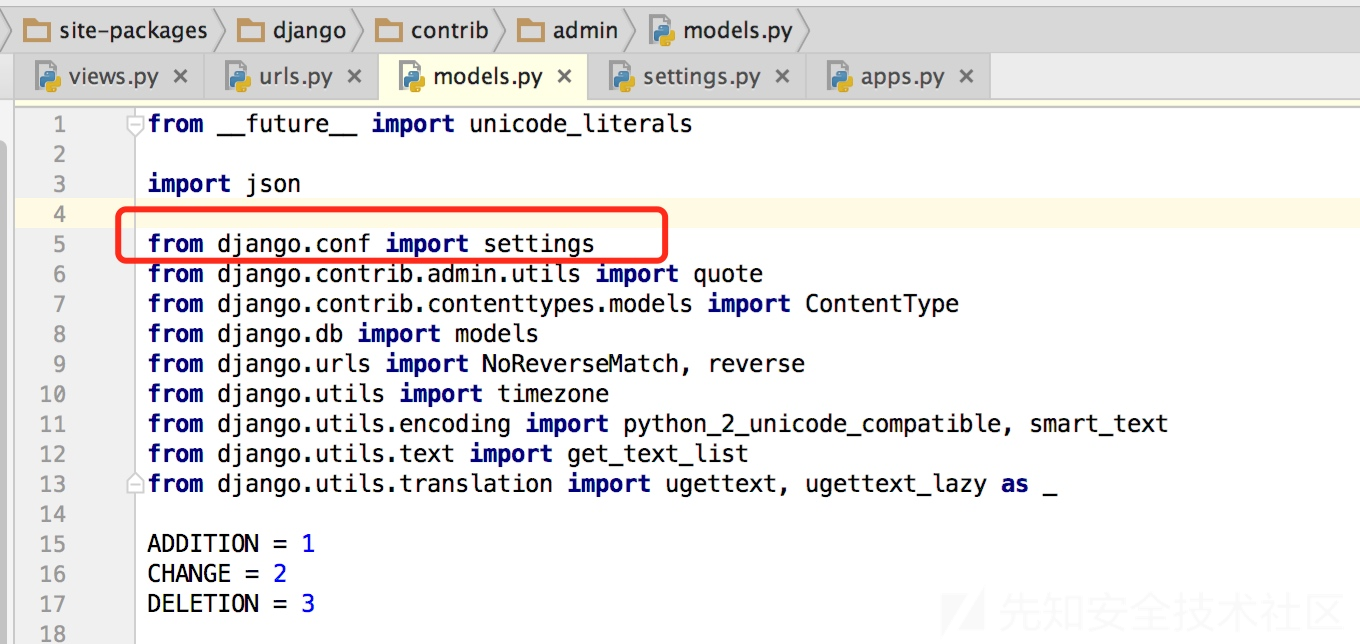 site-packages django contrib admin models.py
views.py urls.py models.py settings.py apps.py
1 from __future__ import unicode_literals
2
3 import json
4
5 from django.conf import settings
6 from django.contrib.admin.utils import quote
7 from django.contrib.contenttypes.models import ContentType
8 from django.db import models
9 from django.urls import NoReverseMatch, reverse
10 from django.utils import timezone
11 from django.utils.encoding import python_2_unicode_compatible, smart_text
12 from django.utils.text import get_text_list
13 from django.utils.translation import ugettext, ugettext_lazy as _
14
15 ADDITION = 1
16 CHANGE = 2
17 DELETION = 3
18
先知安全技术社区